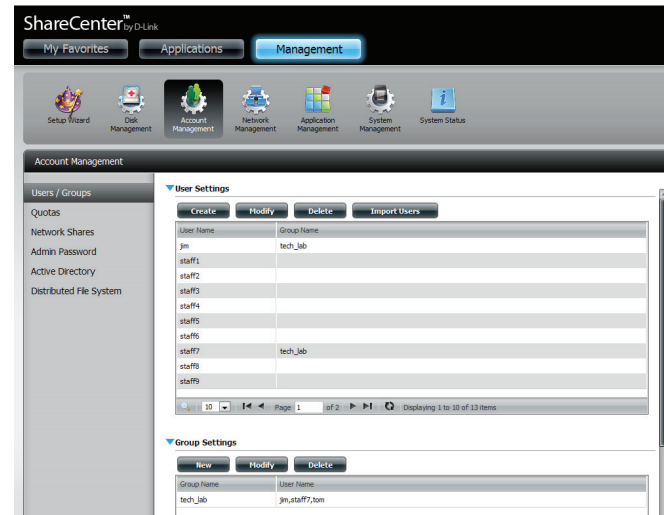 ShareCenter™ by D-Link
My Favorites Applications Management
Setup Wizard Disk Management Account Management Network Management Application Management System Management System Status
Account Management
Users / Groups
Quotas
Network Shares
Admin Password
Active Directory
Distributed File System
User Settings
Create Modify Delete Import Users
User Name Group Name
jim tech_lab
staff1
staff2
staff3
staff4
staff5
staff6
staff7 tech_lab
staff8
staff9
10 Page 1 of 2 Displaying 1 to 10 of 13 items
Group Settings
New Modify Delete
Group Name User Name
tech_lab jim,staff7,tom